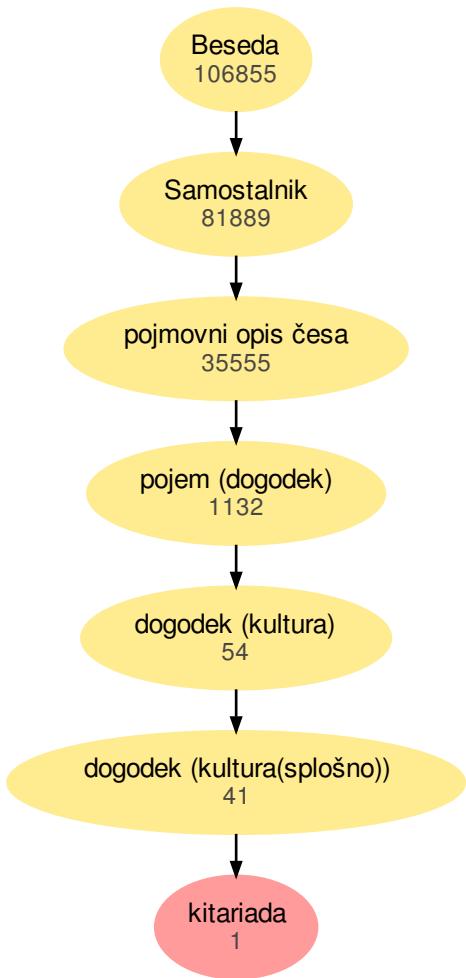 Beseda
106855
Samostalnik
81889
pojmovni opis česa
35555
pojem (dogodek)
1132
dogodek (kultura)
54
dogodek (kultura(splošno))
41
kitariada
1